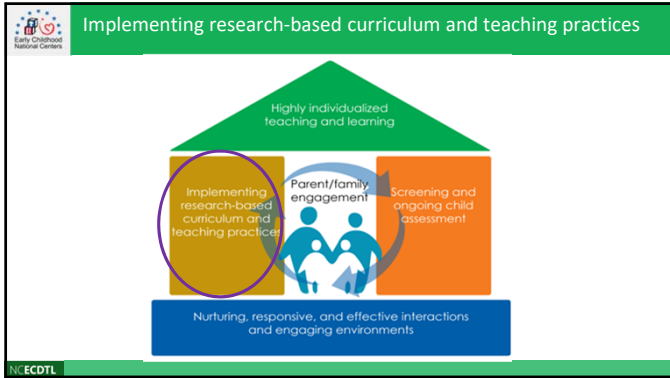 Early Childhood
National Centers
Implementing research-based curriculum and teaching practices
Highly individualized
teaching and learning
Implementing
research-based
curriculum and
teaching practices
Parent/family
engagement
Screening and
ongoing child
assessment
Nurturing, responsive, and effective interactions
and engaging environments
NCECDTL